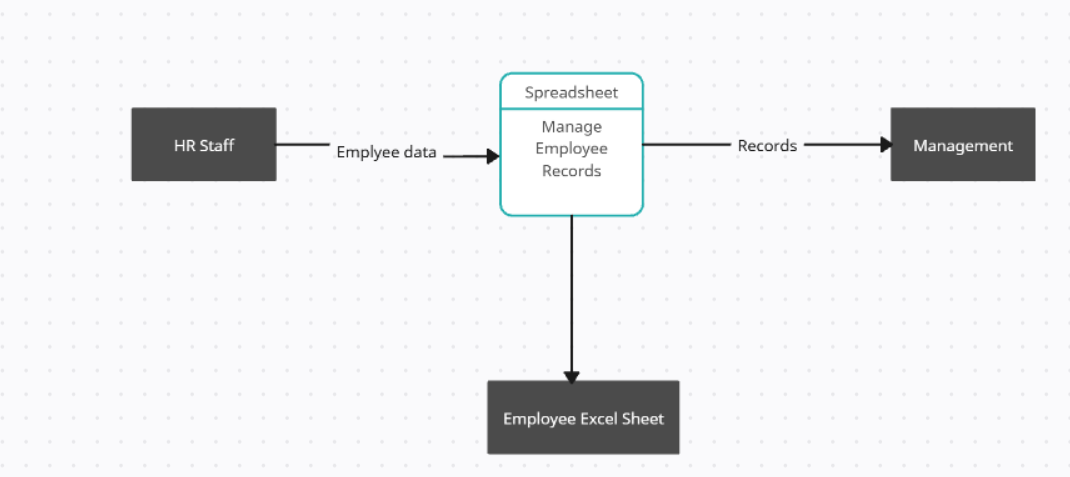 Spreadsheet
HR Staff
Emplyee data
Manage
Employee
Records
Records
Management
Employee Excel Sheet